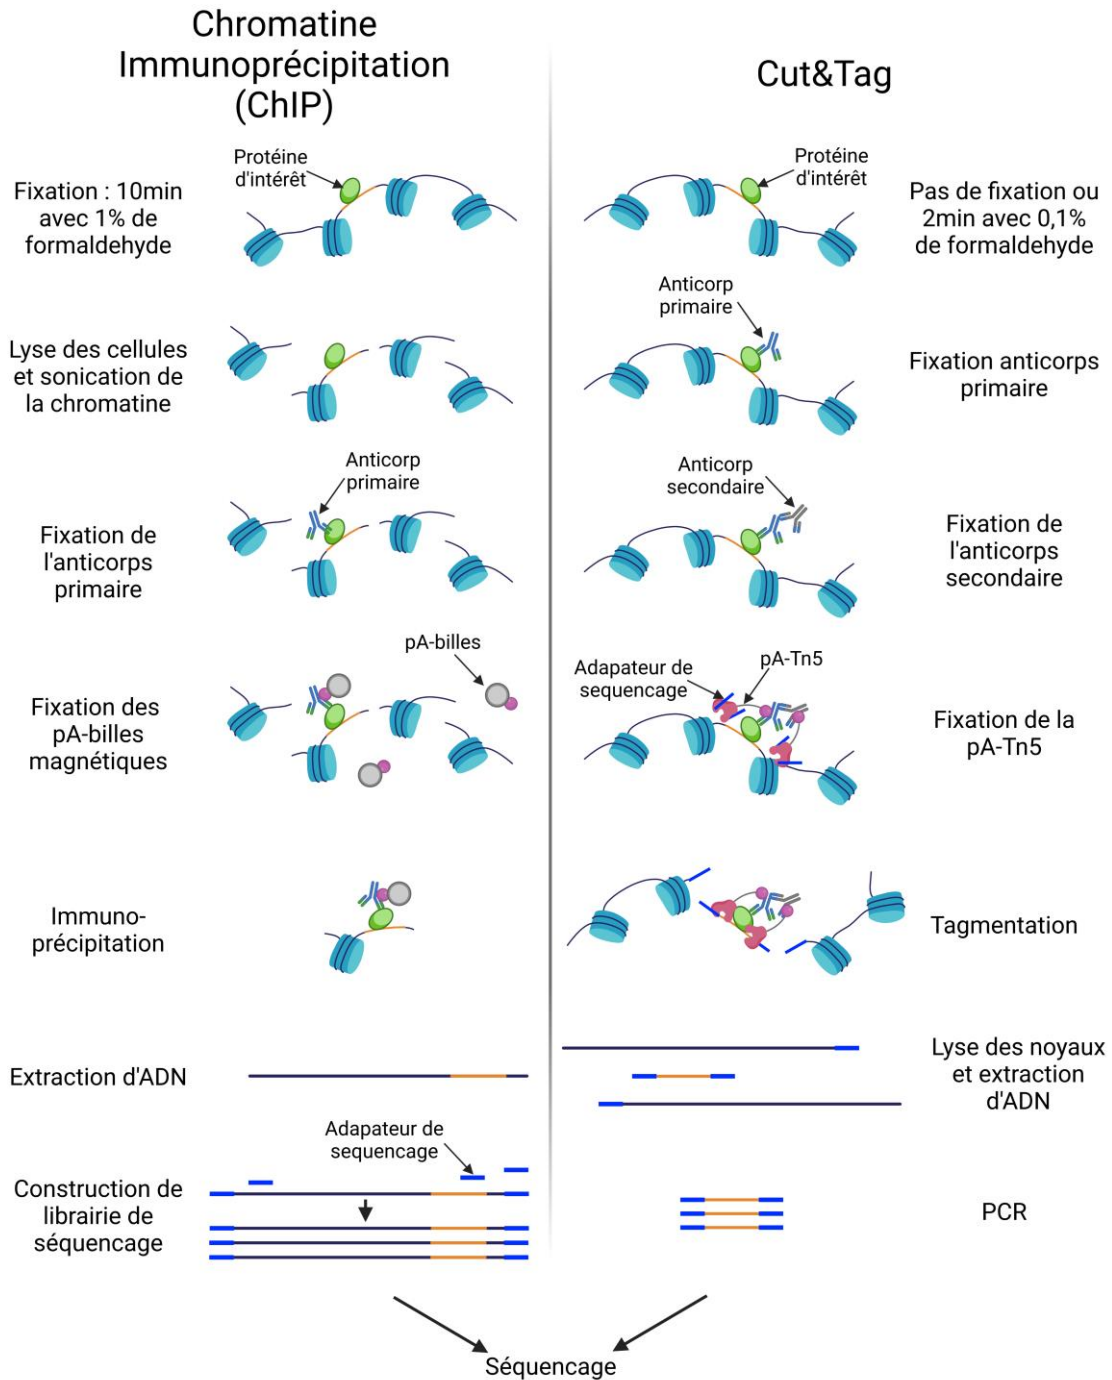 Chromatine
Immunoprécipitation
(ChIP)
Cut&Tag
Protéine
d'intérêt
Fixation : 10min
avec 1% de
formaldehyde
Protéine
d'intérêt
Pas de fixation ou
2min avec 0,1%
de formaldehyde
Lyse des cellules
et sonication de
la chromatine
Anticorp
primaire
Fixation anticorps
primaire
Anticorp
primaire
Fixation de
l'anticorps
primaire
Anticorp
secondaire
Fixation de
l'anticorps
secondaire
pA-billes
Fixation des
pA-billes
magnétiques
Adapateur de
sequencage
pA-Tn5
Fixation de la
pA-Tn5
Immuno-
précipitation
Tagmentation
Extraction d'ADN
Lyse des noyaux
et extraction
d'ADN
Adapateur de
sequencage
Construction de
librairie de
séquencage
PCR
Séquencage